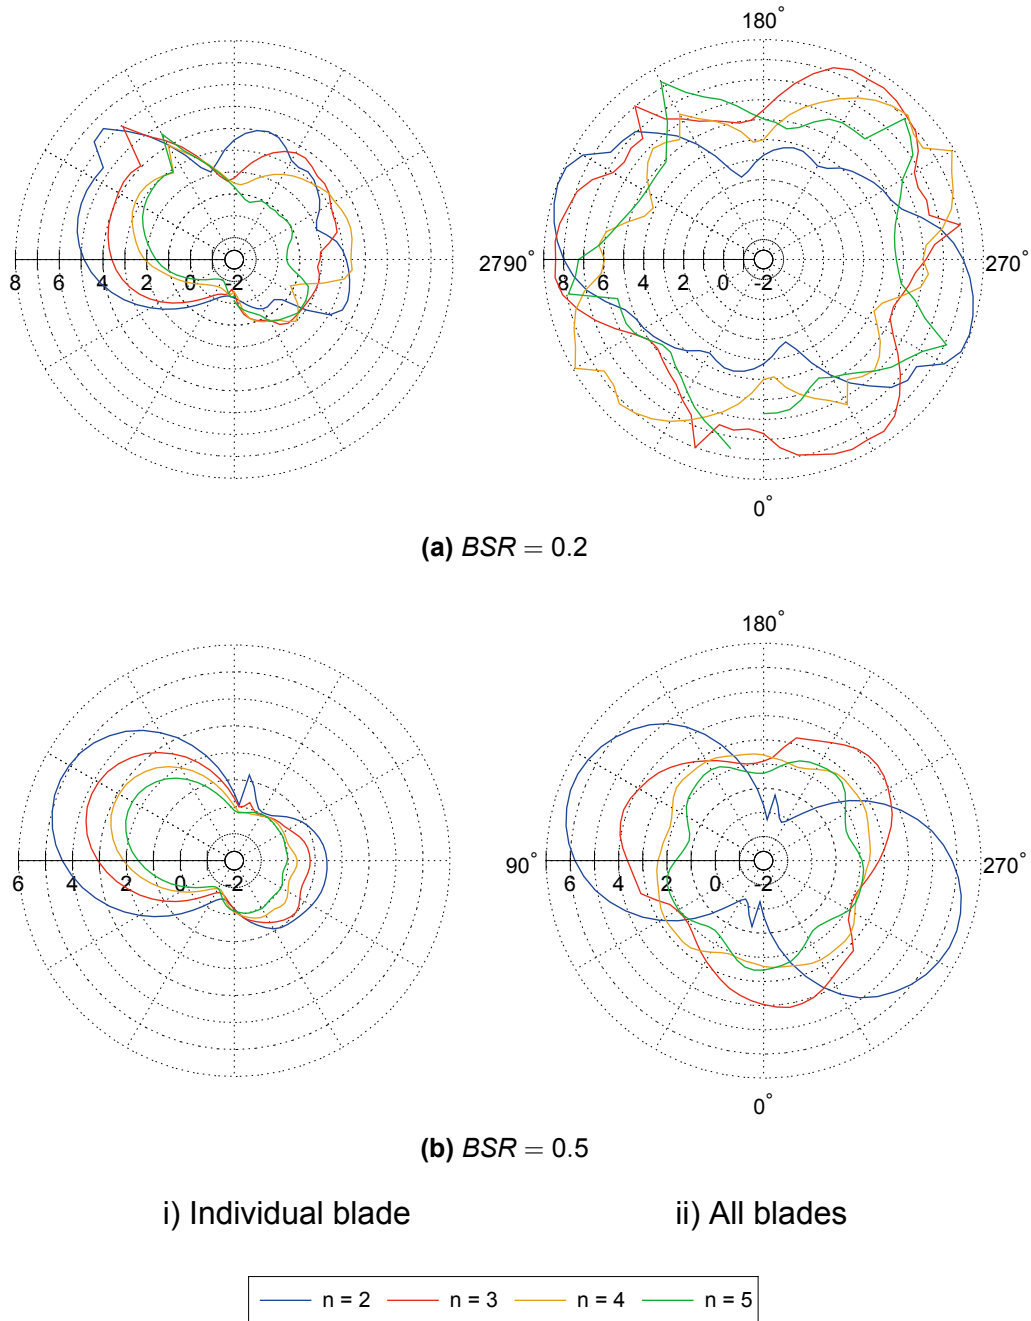 180°
8 6 4 2 0 -2
2790°
8 6 4 2 0 -2
270°
0°
(a) BSR = 0.2
180°
6 4 2 0 -2
90°
6 4 2 0 -2
270°
0°
(b) BSR = 0.5
i) Individual blade
ii) All blades
n = 2 n = 3 n = 4 n = 5